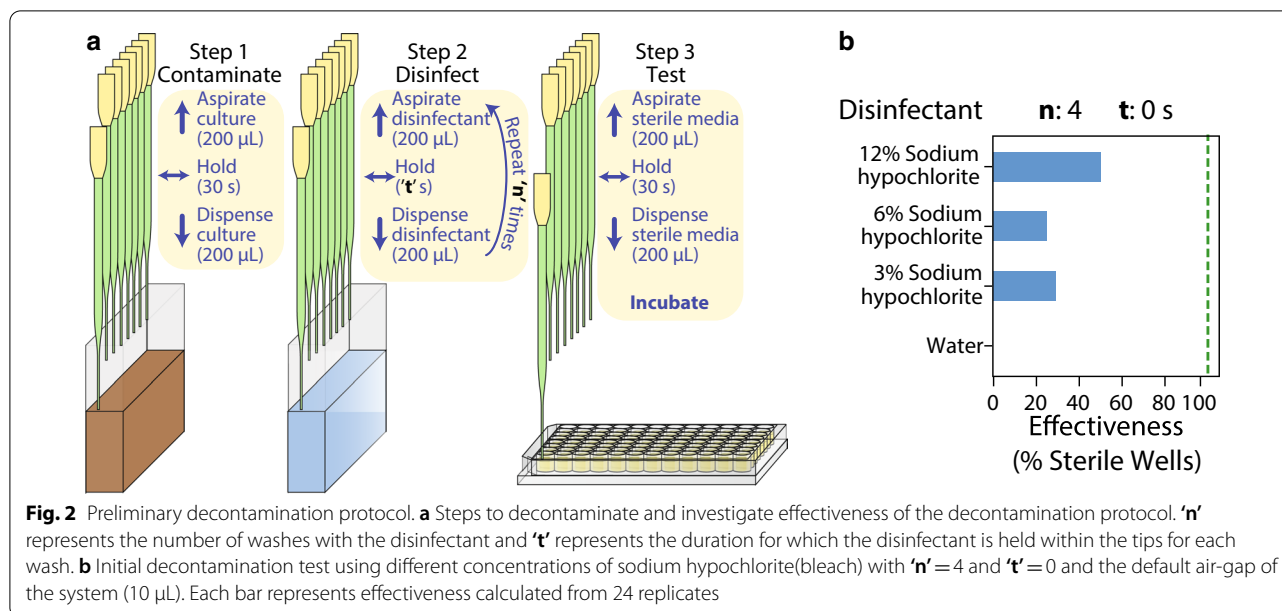 a
Step 1
Contaminate
Aspirate
culture
(200 µL)
Hold
(30 s)
Dispense
culture
(200 µL)
Step 2
Disinfect
Aspirate
disinfectant
(200 µL)
Hold
('t' s)
Dispense
disinfectant
(200 µL)
Repeat 'n' times
Step 3
Test
Aspirate
sterile media
(200 µL)
Hold
(30 s)
Dispense
sterile media
(200 µL)
Incubate
b
Disinfectant n: 4 t: 0 s
12% Sodium
hypochlorite
6% Sodium
hypochlorite
3% Sodium
hypochlorite
Water
0 20 40 60 80 100
Effectiveness
(% Sterile Wells)
Fig. 2 Preliminary decontamination protocol. a Steps to decontaminate and investigate effectiveness of the decontamination protocol. 'n'
represents the number of washes with the disinfectant and 't' represents the duration for which the disinfectant is held within the tips for each
wash. b Initial decontamination test using different concentrations of sodium hypochlorite(bleach) with 'n' = 4 and 't' = 0 and the default air-gap of
the system (10 µL). Each bar represents effectiveness calculated from 24 replicates